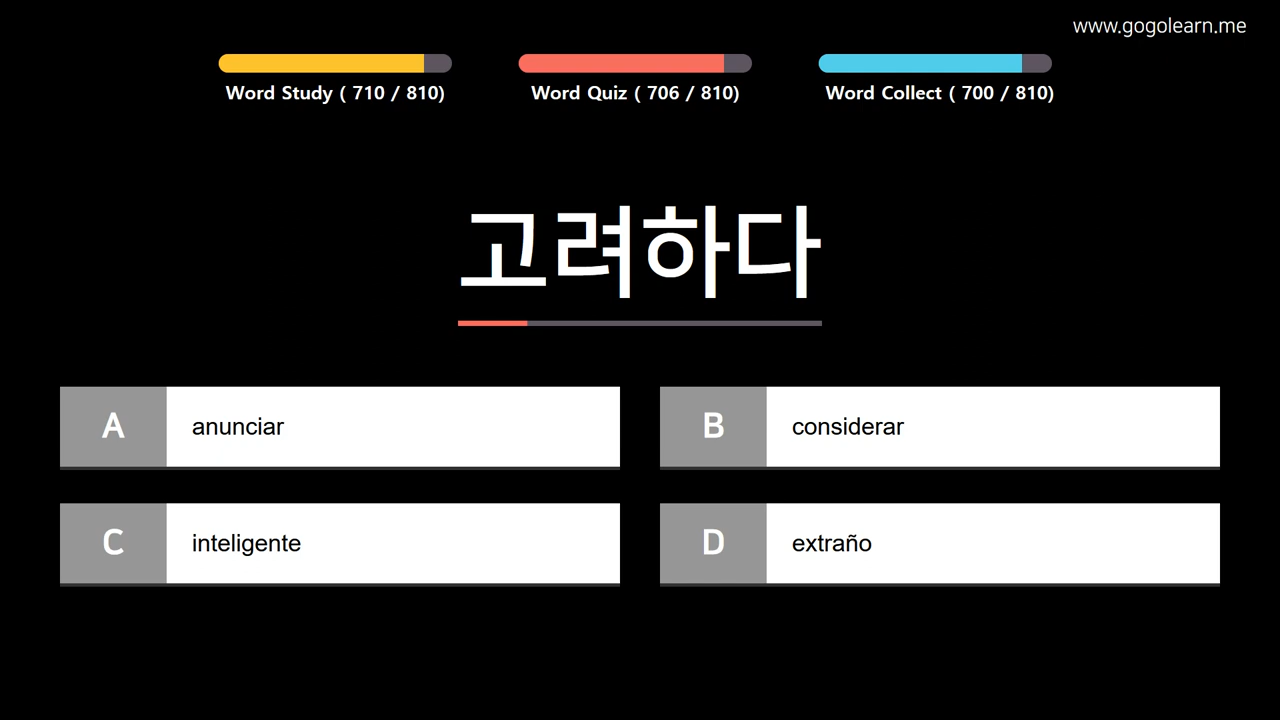 www.gogolearn.me
Word Study ( 710 / 810)
Word Quiz ( 706 / 810)
Word Collect ( 700 / 810)
고려하다
A anunciar
B considerar
C inteligente
D extraño